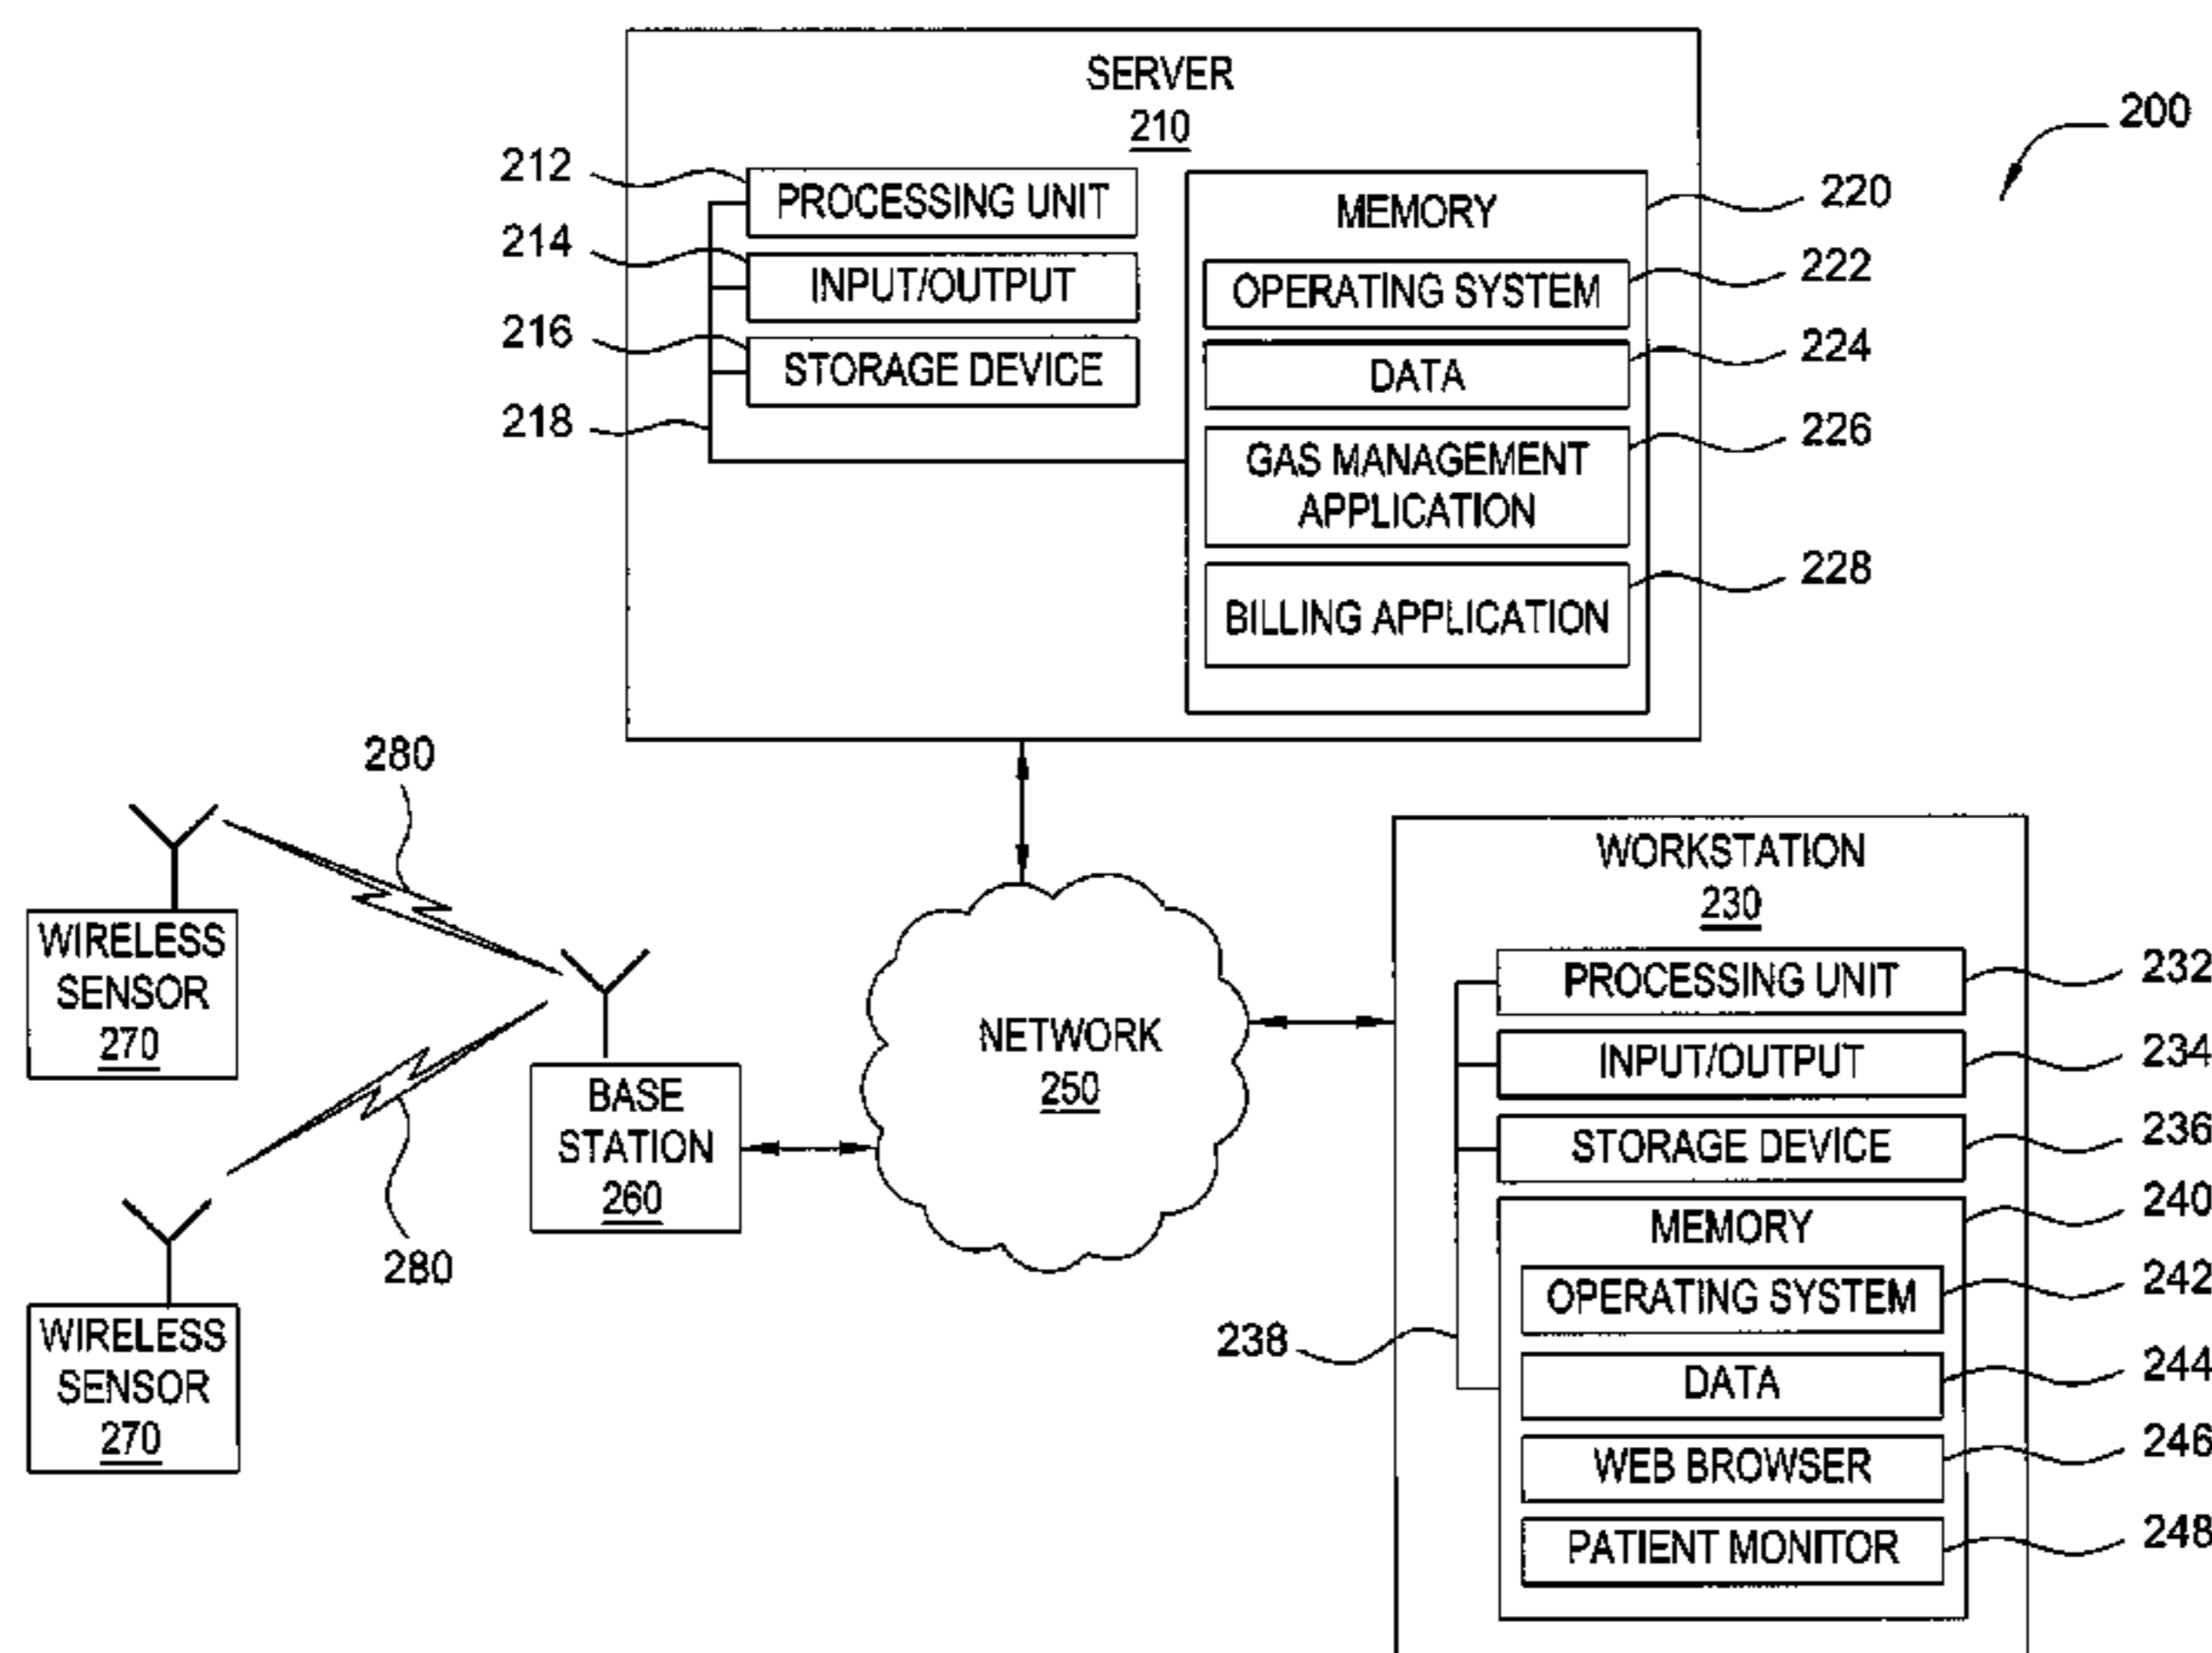 SERVER
210
200
212
PROCESSING UNIT
214
INPUT/OUTPUT
216
STORAGE DEVICE
218
MEMORY
220
OPERATING SYSTEM
222
DATA
224
GAS MANAGEMENT
APPLICATION
226
BILLING APPLICATION
228
280
WIRELESS
SENSOR
270
280
WIRELESS
SENSOR
270
BASE
STATION
260
NETWORK
250
WORKSTATION
230
PROCESSING UNIT
232
INPUT/OUTPUT
234
STORAGE DEVICE
236
238
MEMORY
240
OPERATING SYSTEM
242
DATA
244
WEB BROWSER
246
PATIENT MONITOR
248